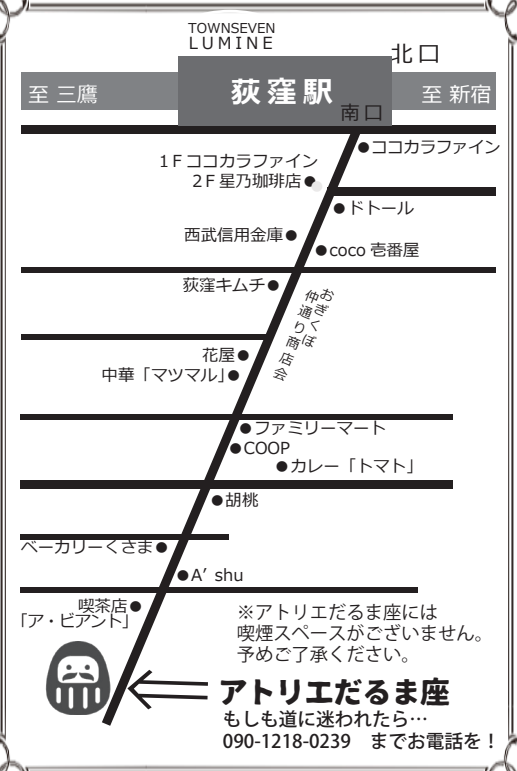 TOWNSEVEN
LUMINE
北口
至 三鷹
荻窪駅
至 新宿
南口
ココカラファイン
1Fココカラファイン
2F星乃珈琲店
ドトール
西武信用金庫
coco 壱番屋
荻窪キムチ
おぎくぼ
仲通り商店会
花屋
中華「マツマル」
ファミリーマート
COOP
カレー「トマト」
胡桃
ベーカリーくさま
A’ shu
喫茶店
「ア・ビアント」
※アトリエだるま座には
喫煙スペースがございません。
予めご了承ください。
アトリエだるま座
もしも道に迷われたら…
090-1218-0239 までお電話を！